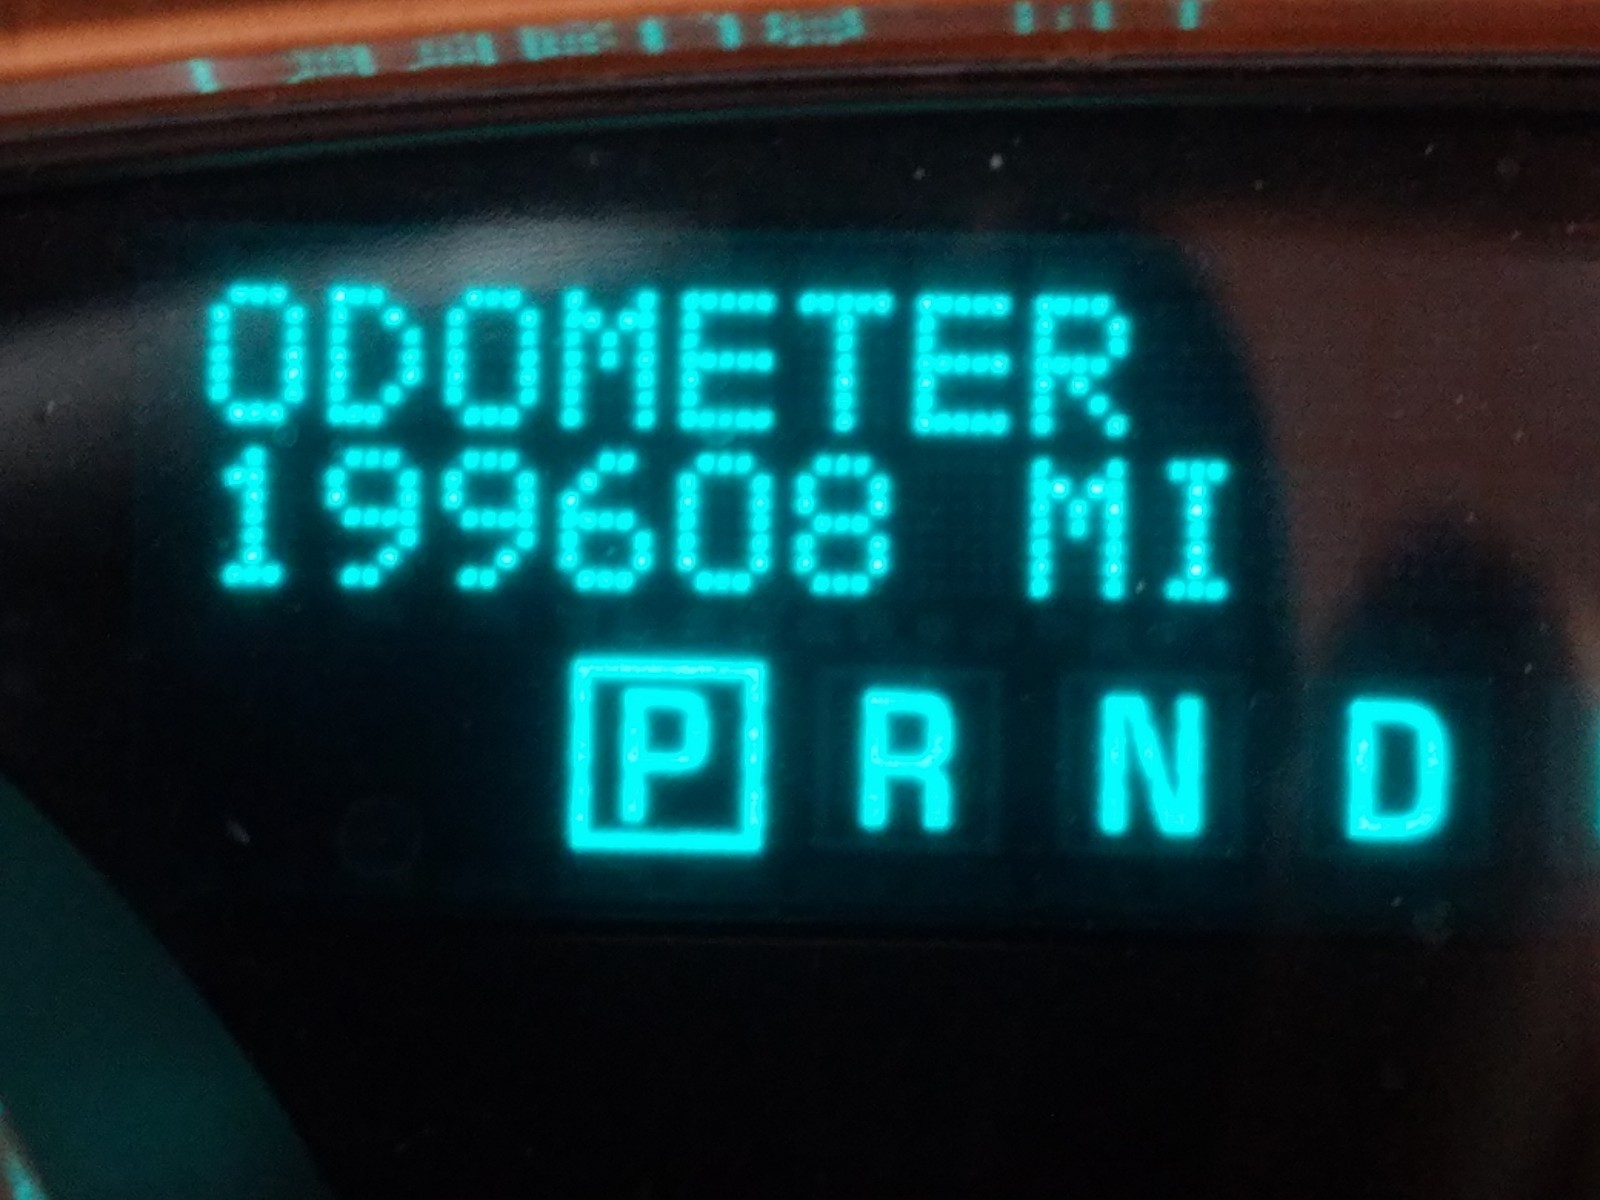 ODOMETER
199608 MI
P R N D